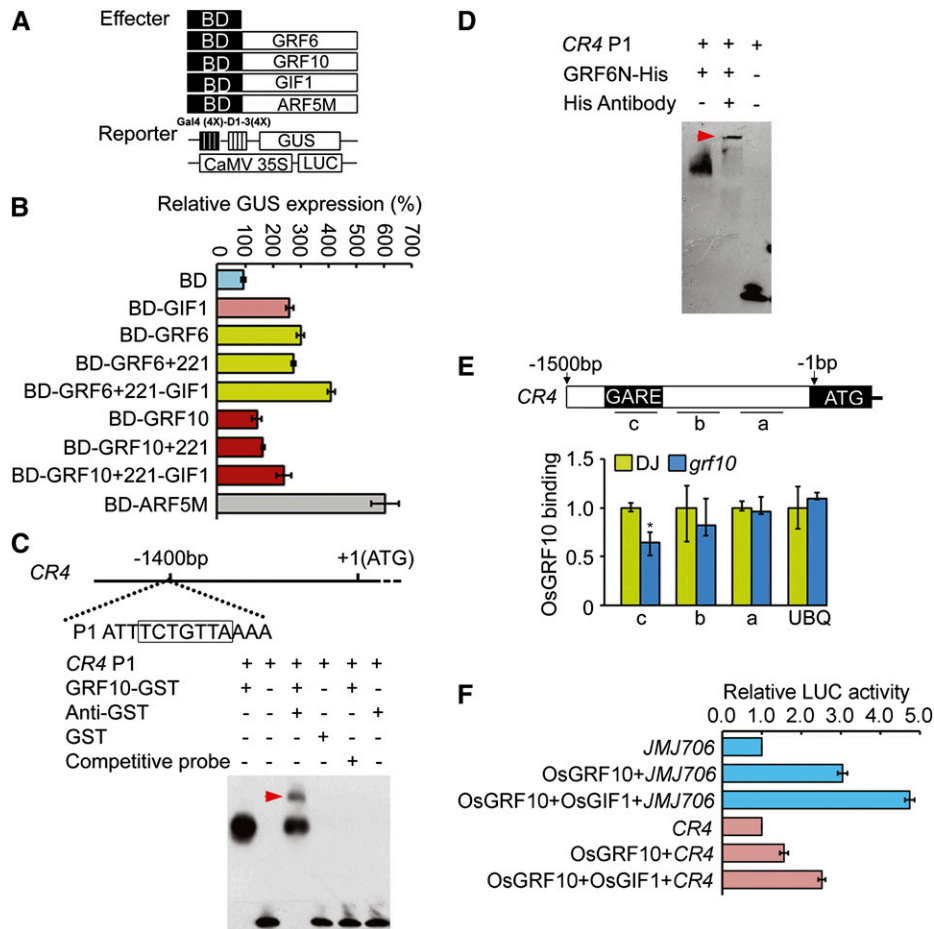 A
Effecter
BD
BD GRF6
BD GRF10
BD GIF1
BD ARF5M
Gal4 (4X)-D1-3(4X)
Reporter
GUS
CaMV 35S LUC
B
Relative GUS expression (%)
0 100 200 300 400 500 600 700
BD
BD-GIF1
BD-GRF6
BD-GRF6+221
BD-GRF6+221-GIF1
BD-GRF10
BD-GRF10+221
BD-GRF10+221-GIF1
BD-ARF5M
C
-1400bp +1(ATG)
CR4
P1 ATTTCTGTTAAAA
CR4 P1 + + + + + +
GRF10-GST + - + - + -
Anti-GST - - + - - +
GST - - - + - -
Competitive probe - - - - + -
D
CR4 P1 + + +
GRF6N-His + + -
His Antibody - + -
E
-1500bp -1bp
CR4 GARE ATG
c b a
DJ grf10
OsGRF10 binding
1.5
1.0
0.5
0
*
c b a UBQ
F
Relative LUC activity
0.0 1.0 2.0 3.0 4.0 5.0
JMJ706
OsGRF10+JMJ706
OsGRF10+OsGIF1+JMJ706
CR4
OsGRF10+CR4
OsGRF10+OsGIF1+CR4